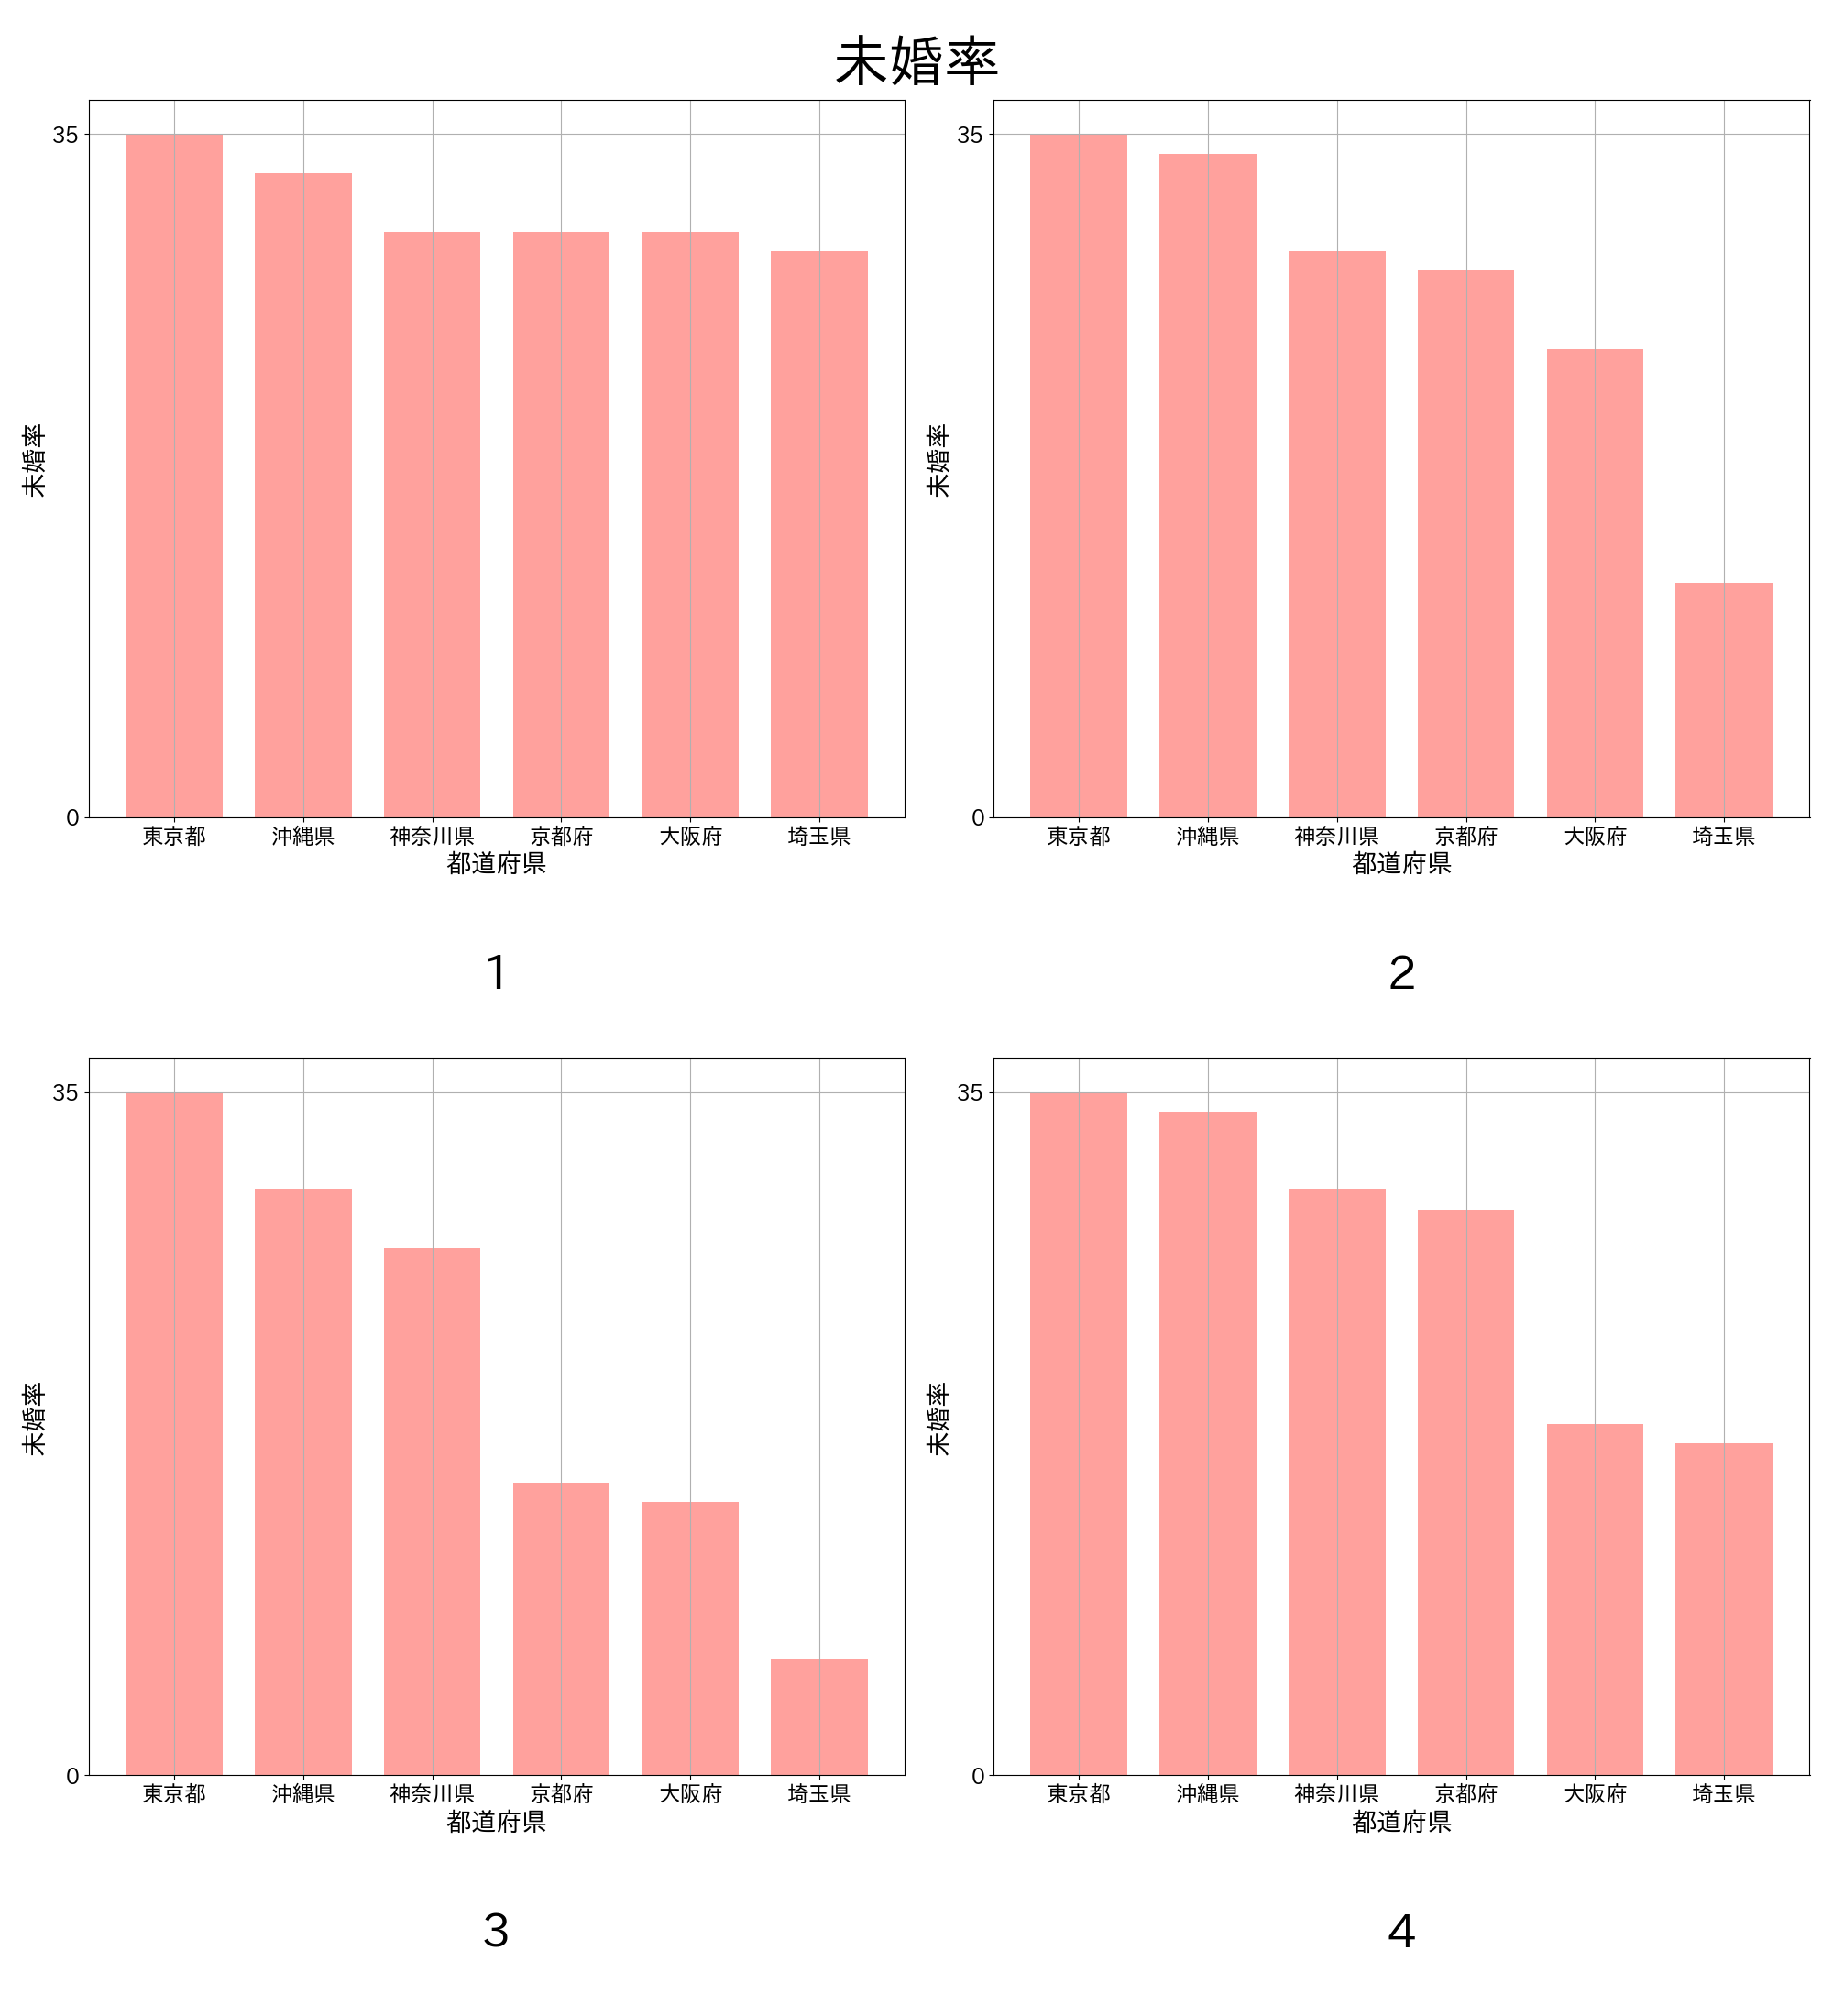 未婚率
35
0
未婚率
東京都 沖縄県 神奈川県 京都府 大阪府 埼玉県
都道府県
1
35
0
未婚率
東京都 沖縄県 神奈川県 京都府 大阪府 埼玉県
都道府県
2
35
0
未婚率
東京都 沖縄県 神奈川県 京都府 大阪府 埼玉県
都道府県
3
35
0
未婚率
東京都 沖縄県 神奈川県 京都府 大阪府 埼玉県
都道府県
4